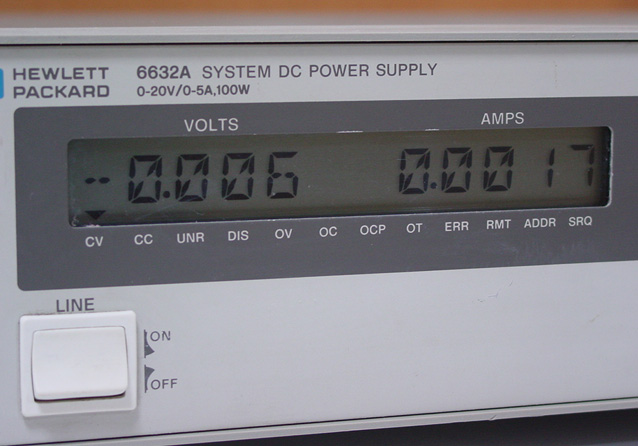 HEWLETT
PACKARD
6632A SYSTEM DC POWER SUPPLY
0-20V/0-5A,100W
VOLTS
AMPS
-0.006
0.0017
CV CC UNR DIS OV OC OCP OT ERR RMT ADDR SRQ
LINE
ON
OFF